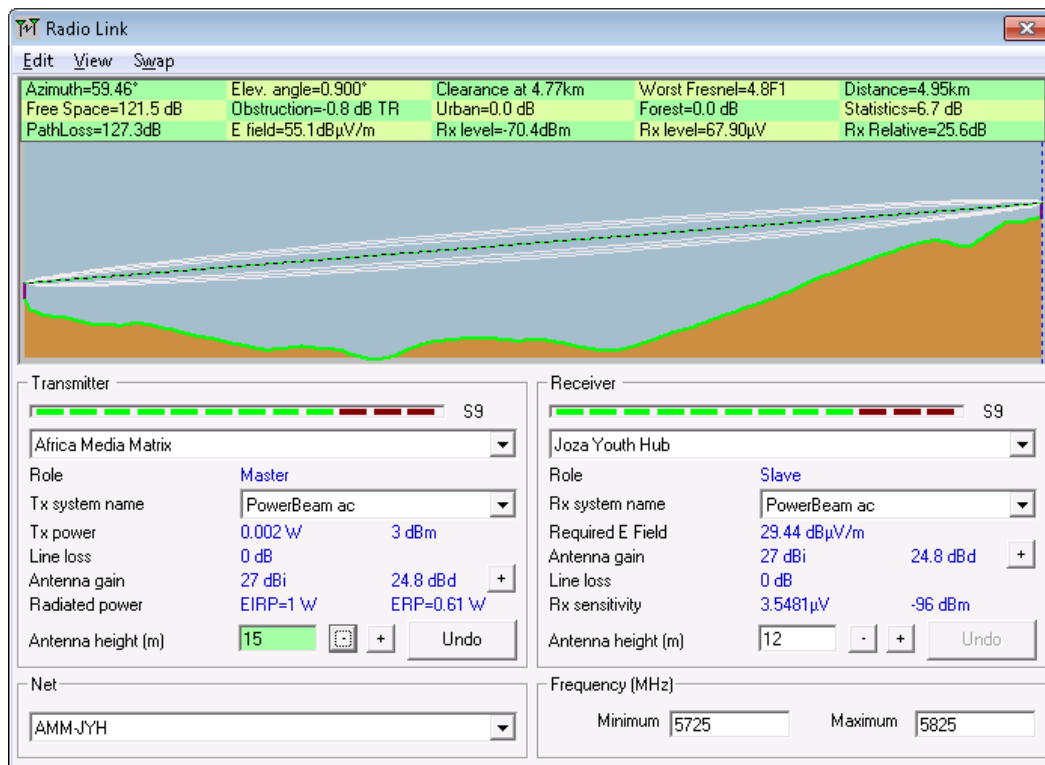 Radio Link
Edit View Swap
Azimuth=59.46° Elev. angle=0.900° Clearance at 4.77km Worst Fresnel=4.8F1 Distance=4.95km
Free Space=121.5 dB Obstruction=-0.8 dB TR Urban=0.0 dB Forest=0.0 dB Statistics=6.7 dB
PathLoss=127.3dB E field=55.1dBµV/m Rx level=-70.4dBm Rx level=67.90µV Rx Relative=25.6dB
Transmitter
S9
Africa Media Matrix
Role Master
Tx system name PowerBeam ac
Tx power 0.002 W 3 dBm
Line loss 0 dB
Antenna gain 27 dBi 24.8 dBd +
Radiated power EIRP=1 W ERP=0.61 W
Antenna height (m) 15 - + Undo
Receiver
S9
Joza Youth Hub
Role Slave
Rx system name PowerBeam ac
Required E Field 29.44 dBµV/m
Antenna gain 27 dBi 24.8 dBd +
Line loss 0 dB
Rx sensitivity 3.5481µV -96 dBm
Antenna height (m) 12 - + Undo
Net
AMM-JYH
Frequency (MHz)
Minimum 5725 Maximum 5825